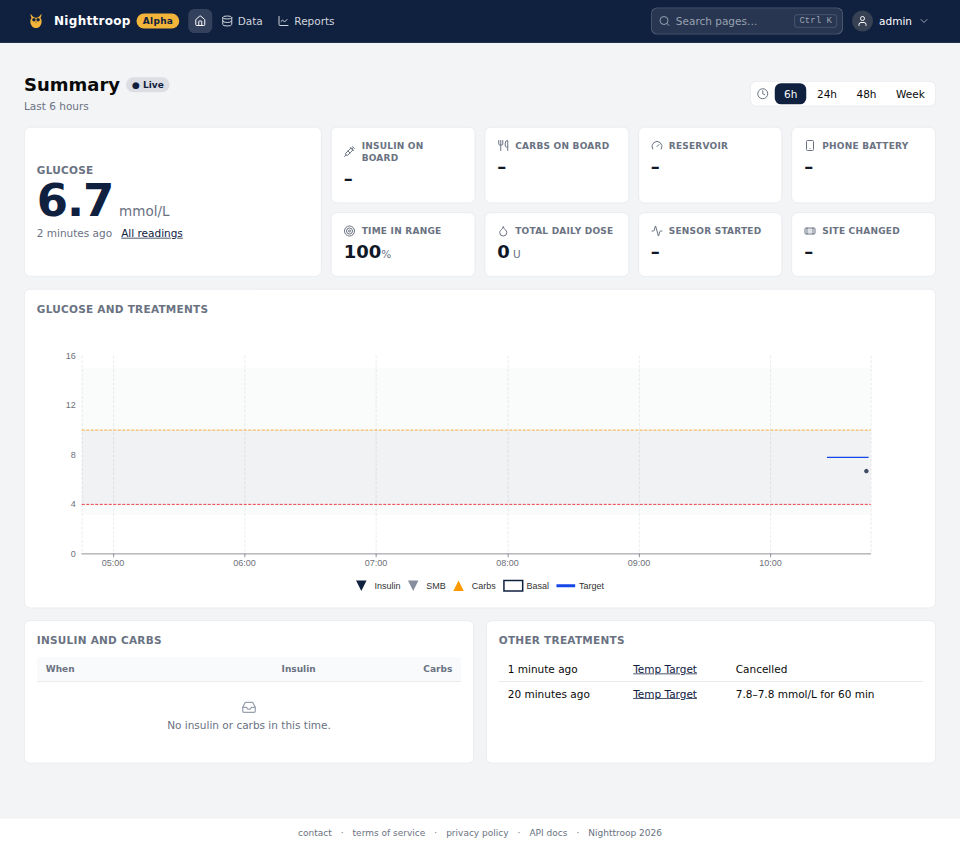 Nighttroop Alpha Data Reports Search pages... Ctrl K admin
Summary ● Live
Last 6 hours
6h 24h 48h Week
GLUCOSE
6.7 mmol/L
2 minutes ago All readings
INSULIN ON
BOARD
–
CARBS ON BOARD
–
RESERVOIR
–
PHONE BATTERY
–
TIME IN RANGE
100%
TOTAL DAILY DOSE
0 U
SENSOR STARTED
–
SITE CHANGED
–
GLUCOSE AND TREATMENTS
16
12
8
4
0
05:00 06:00 07:00 08:00 09:00 10:00
Insulin SMB Carbs Basal Target
INSULIN AND CARBS
When Insulin Carbs
No insulin or carbs in this time.
OTHER TREATMENTS
1 minute ago Temp Target Cancelled
20 minutes ago Temp Target 7.8–7.8 mmol/L for 60 min
contact · terms of service · privacy policy · API docs · Nighttroop 2026